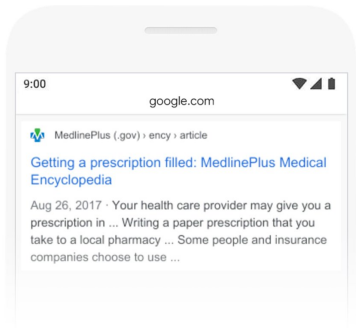 9:00
google.com
MedlinePlus (.gov) › ency › article
Getting a prescription filled: MedlinePlus Medical
Encyclopedia
Aug 26, 2017 · Your health care provider may give you a
prescription in ... Writing a paper prescription that you
take to a local pharmacy ... Some people and insurance
companies choose to use ...